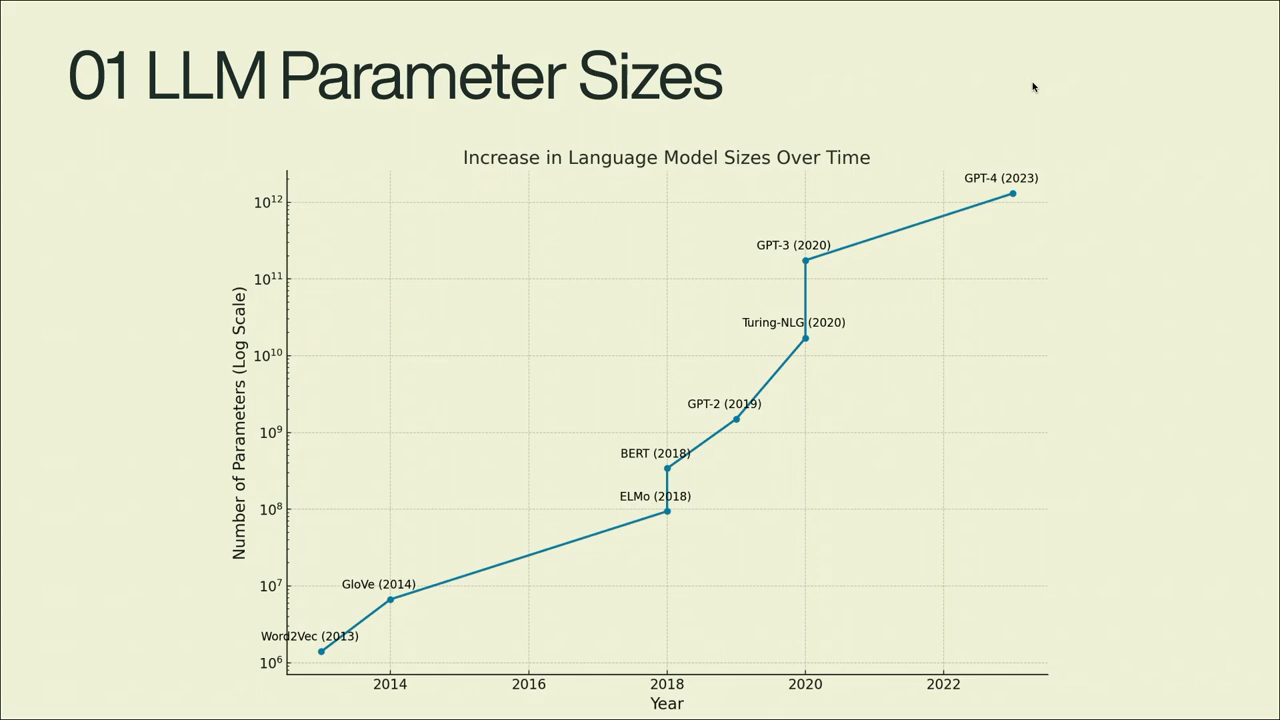 01 LLM Parameter Sizes
Increase in Language Model Sizes Over Time
GPT-4 (2023)
10¹²
GPT-3 (2020)
10¹¹
Turing-NLG (2020)
10¹⁰
GPT-2 (2019)
10⁹
BERT (2018)
ELMo (2018)
10⁸
GloVe (2014)
10⁷
Word2Vec (2013)
10⁶
Number of Parameters (Log Scale)
2014 2016 2018 2020 2022
Year